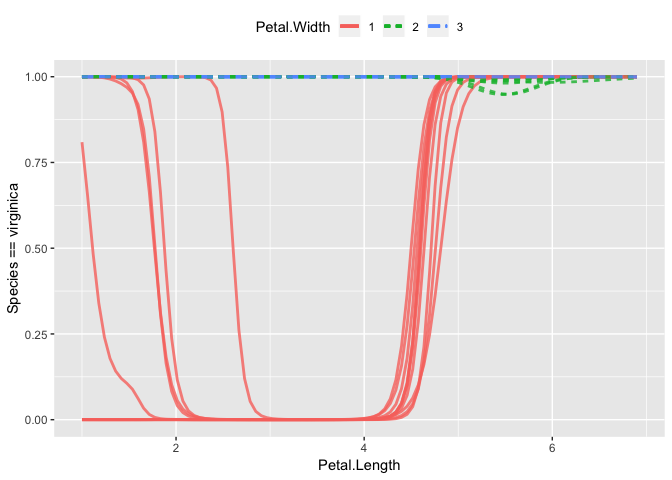 Petal.Width 1 2 3
1.00
0.75
0.50
0.25
0.00
Species == virginica
2 4 6
Petal.Length